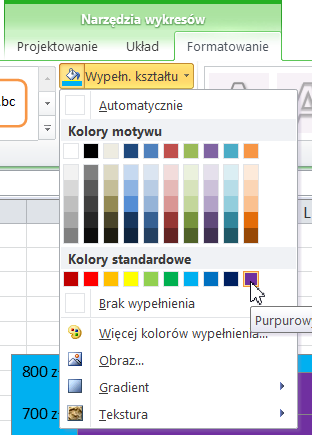 Narzędzia wykresów
Projektowanie Układ Formatowanie
bc
Wypełn. kształtu
Automatycznie
Kolory motywu
Kolory standardowe
Brak wypełnienia
Więcej kolorów wypełnienia...
Purpurowy
Obraz...
800 z
Gradient
700 z
Tekstura